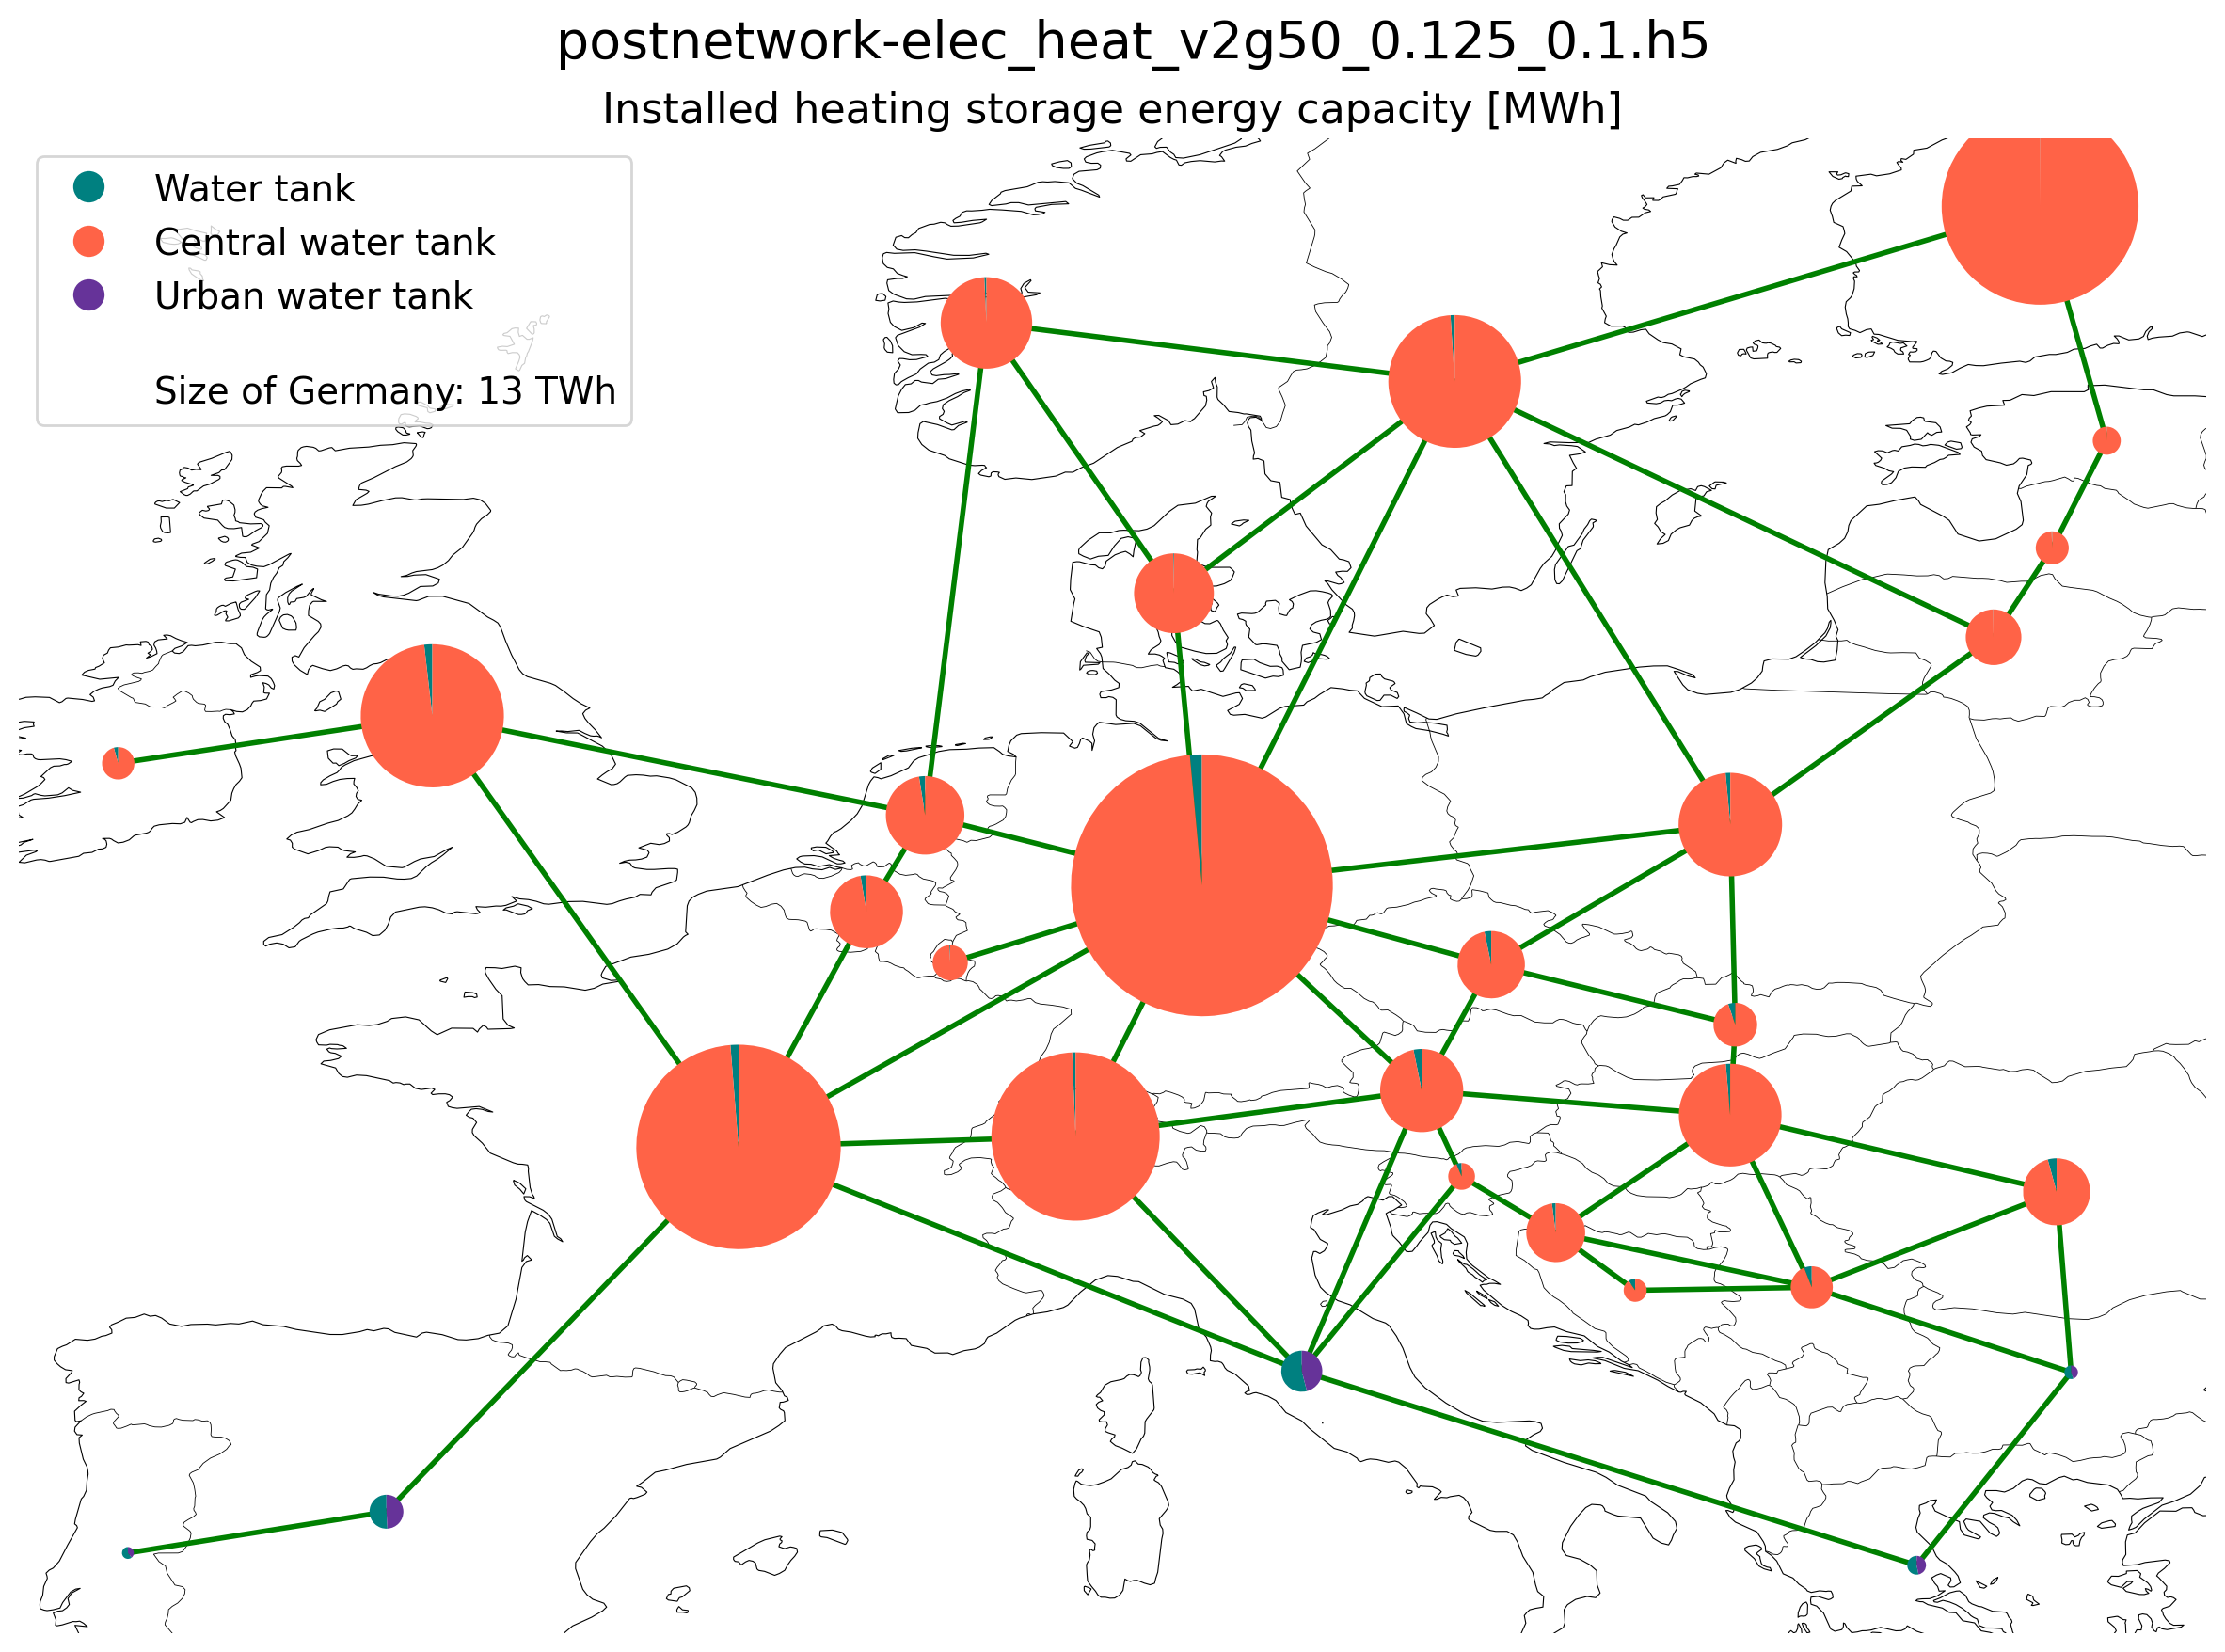 postnetwork-elec_heat_v2g50_0.125_0.1.h5
Installed heating storage energy capacity [MWh]
Water tank
Central water tank
Urban water tank
Size of Germany: 13 TWh